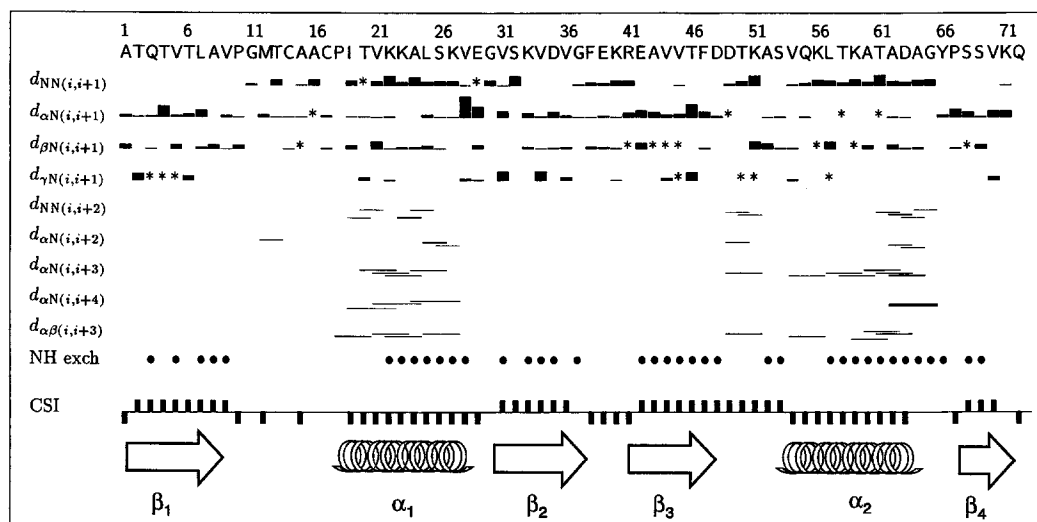 1 6 11 16 21 26 31 36 41 46 51 56 61 66 71
ATQTVTLAVPGMTCAACPITVKKALSKVEGVSKVDVGFEKREAVVTFDDTKASVQKLTKATADAGYPSSVKQ
dNN(i,i+1) * *
dαN(i,i+1) * * * *
dβN(i,i+1) * * * * * * * *
dγN(i,i+1) * * * * * * *
dNN(i,i+2)
dαN(i,i+2)
dαN(i,i+3)
dαN(i,i+4)
dαβ(i,i+3)
NH exch
CSI
β1 α1 β2 β3 α2 β4